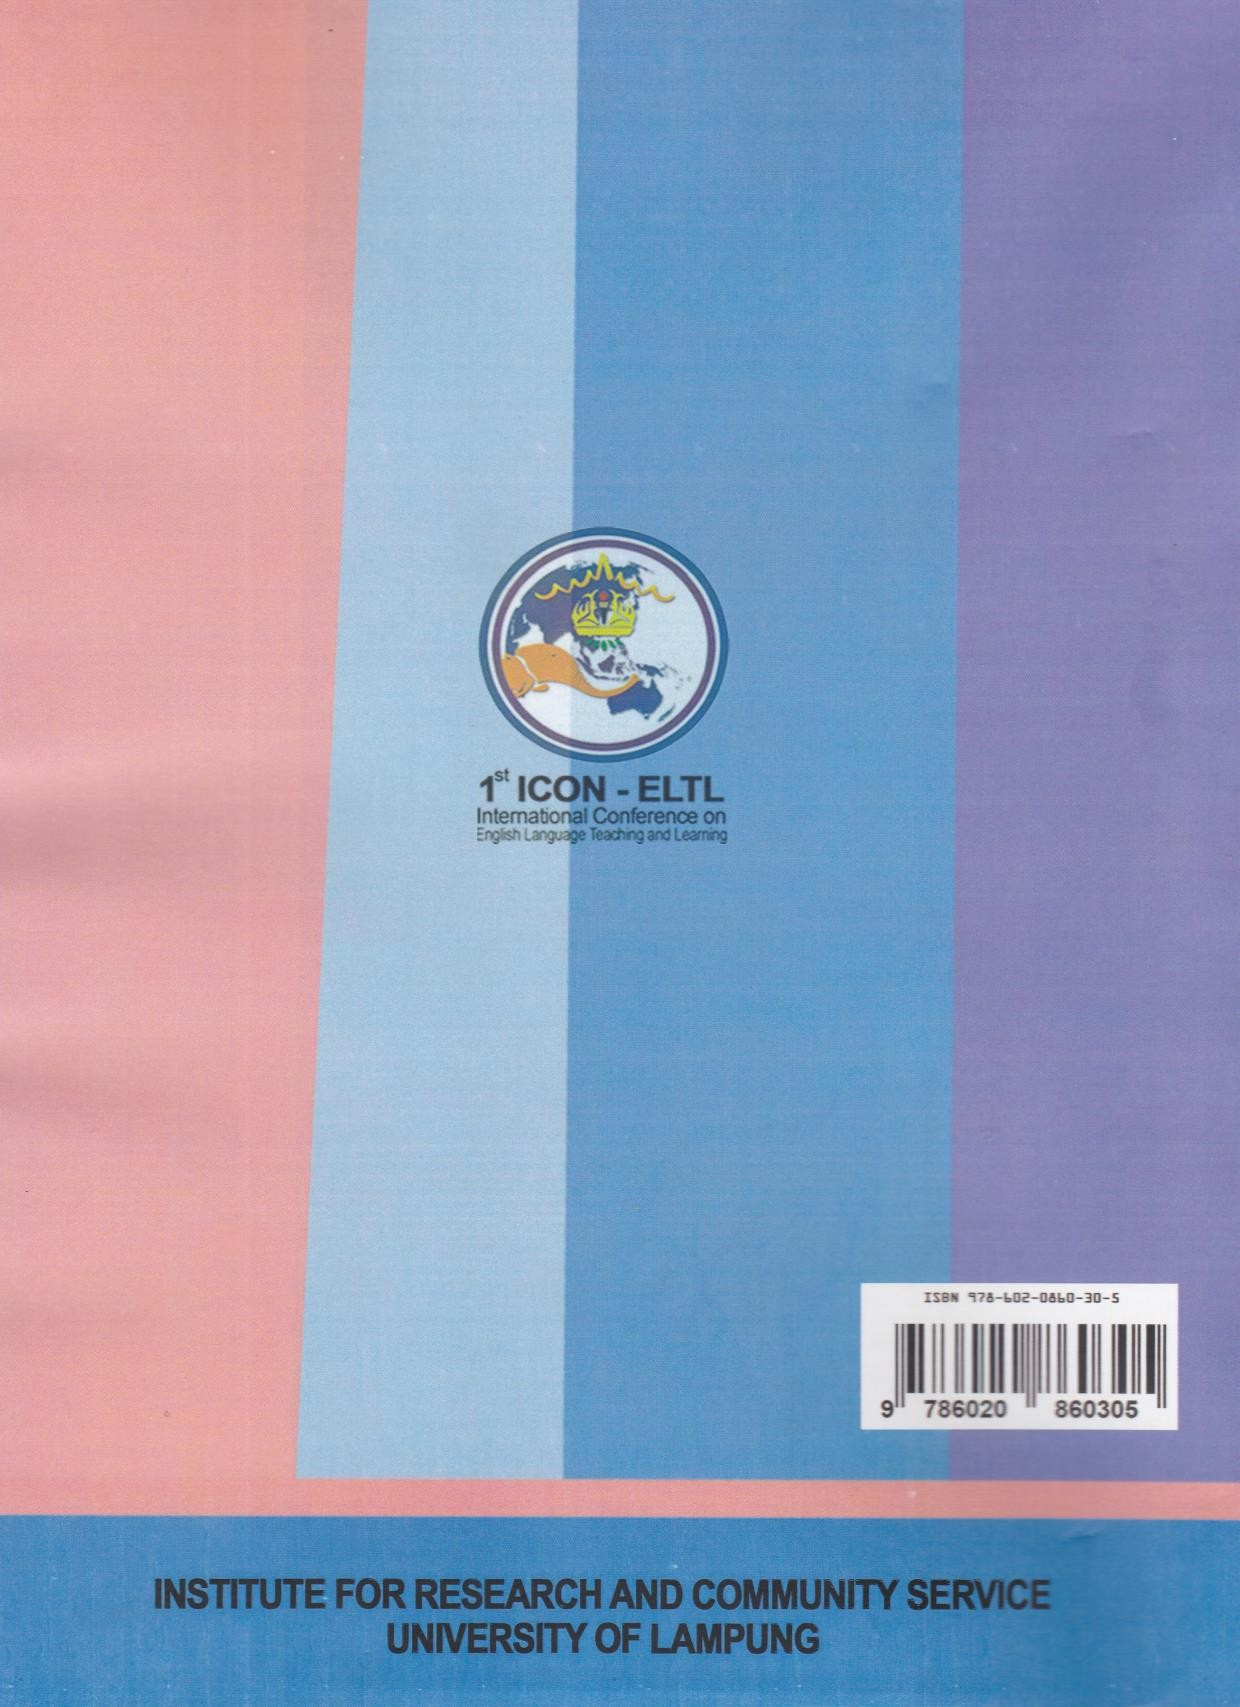 1st ICON - ELTL
International Conference on
English Language Teaching and Learning
ISBN 978-602-0860-30-5
9 786020 860305
INSTITUTE FOR RESEARCH AND COMMUNITY SERVICE
UNIVERSITY OF LAMPUNG